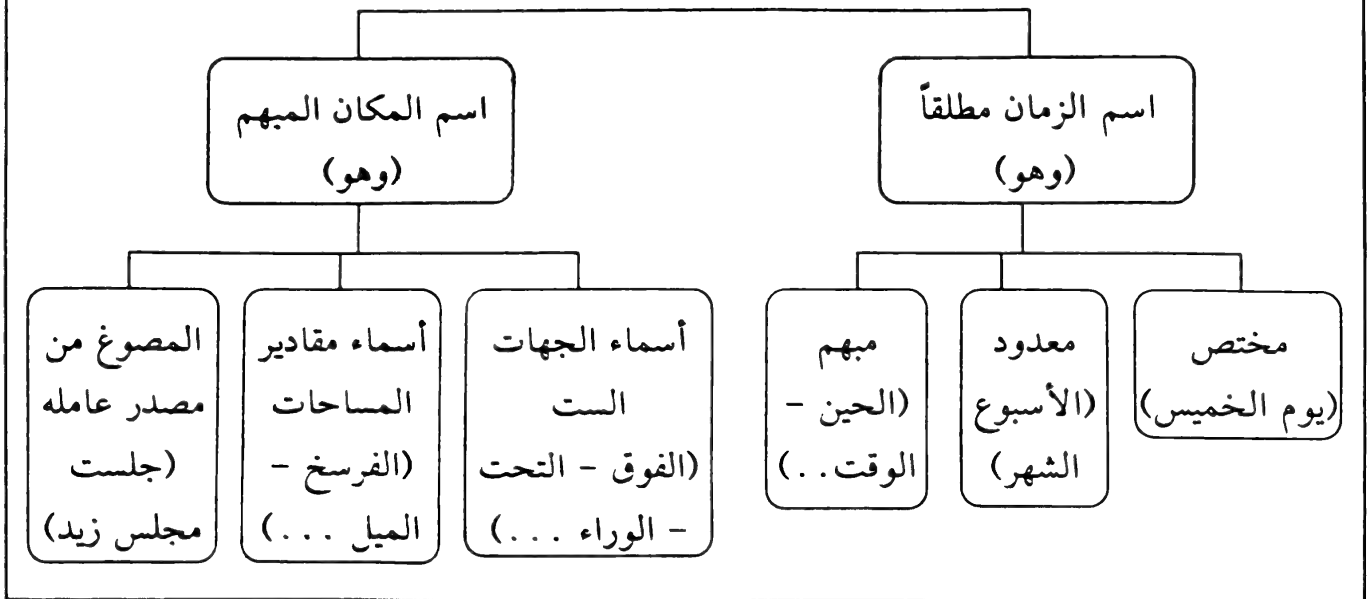 اسم الزمان مطلقاً
(وهو)
اسم المكان المبهم
(وهو)
مختص
(يوم الخميس)
معدود
(الأسبوع
الشهر)
مبهم
(الحين -
الوقت..)
أسماء الجهات
الست
(الفوق - التحت
- الوراء ...)
أسماء مقادير
المساحات
(الفرسخ -
الميل ...)
المصوغ من
مصدر عامله
(جلست
مجلس زيد)